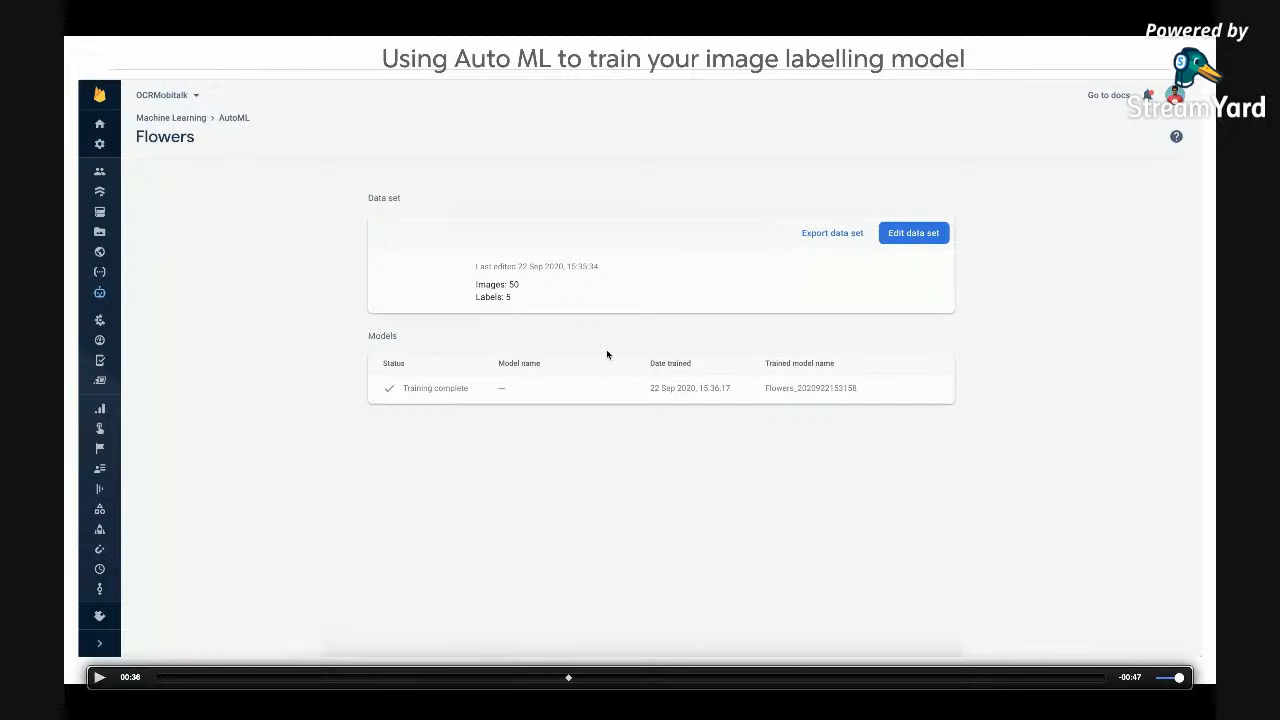 Powered by
StreamYard
Using Auto ML to train your image labelling model
OCRMobitalk
Go to docs
Machine Learning > AutoML
Flowers
?
Data set
Export data set
Edit data set
Last edited 22 Sep 2020, 15:35:34
Images: 50
Labels: 5
Models
Status Model name Date trained Trained model name
Training complete — 22 Sep 2020, 15:36:17 Flowers_2020922153158
00:36 -00:47